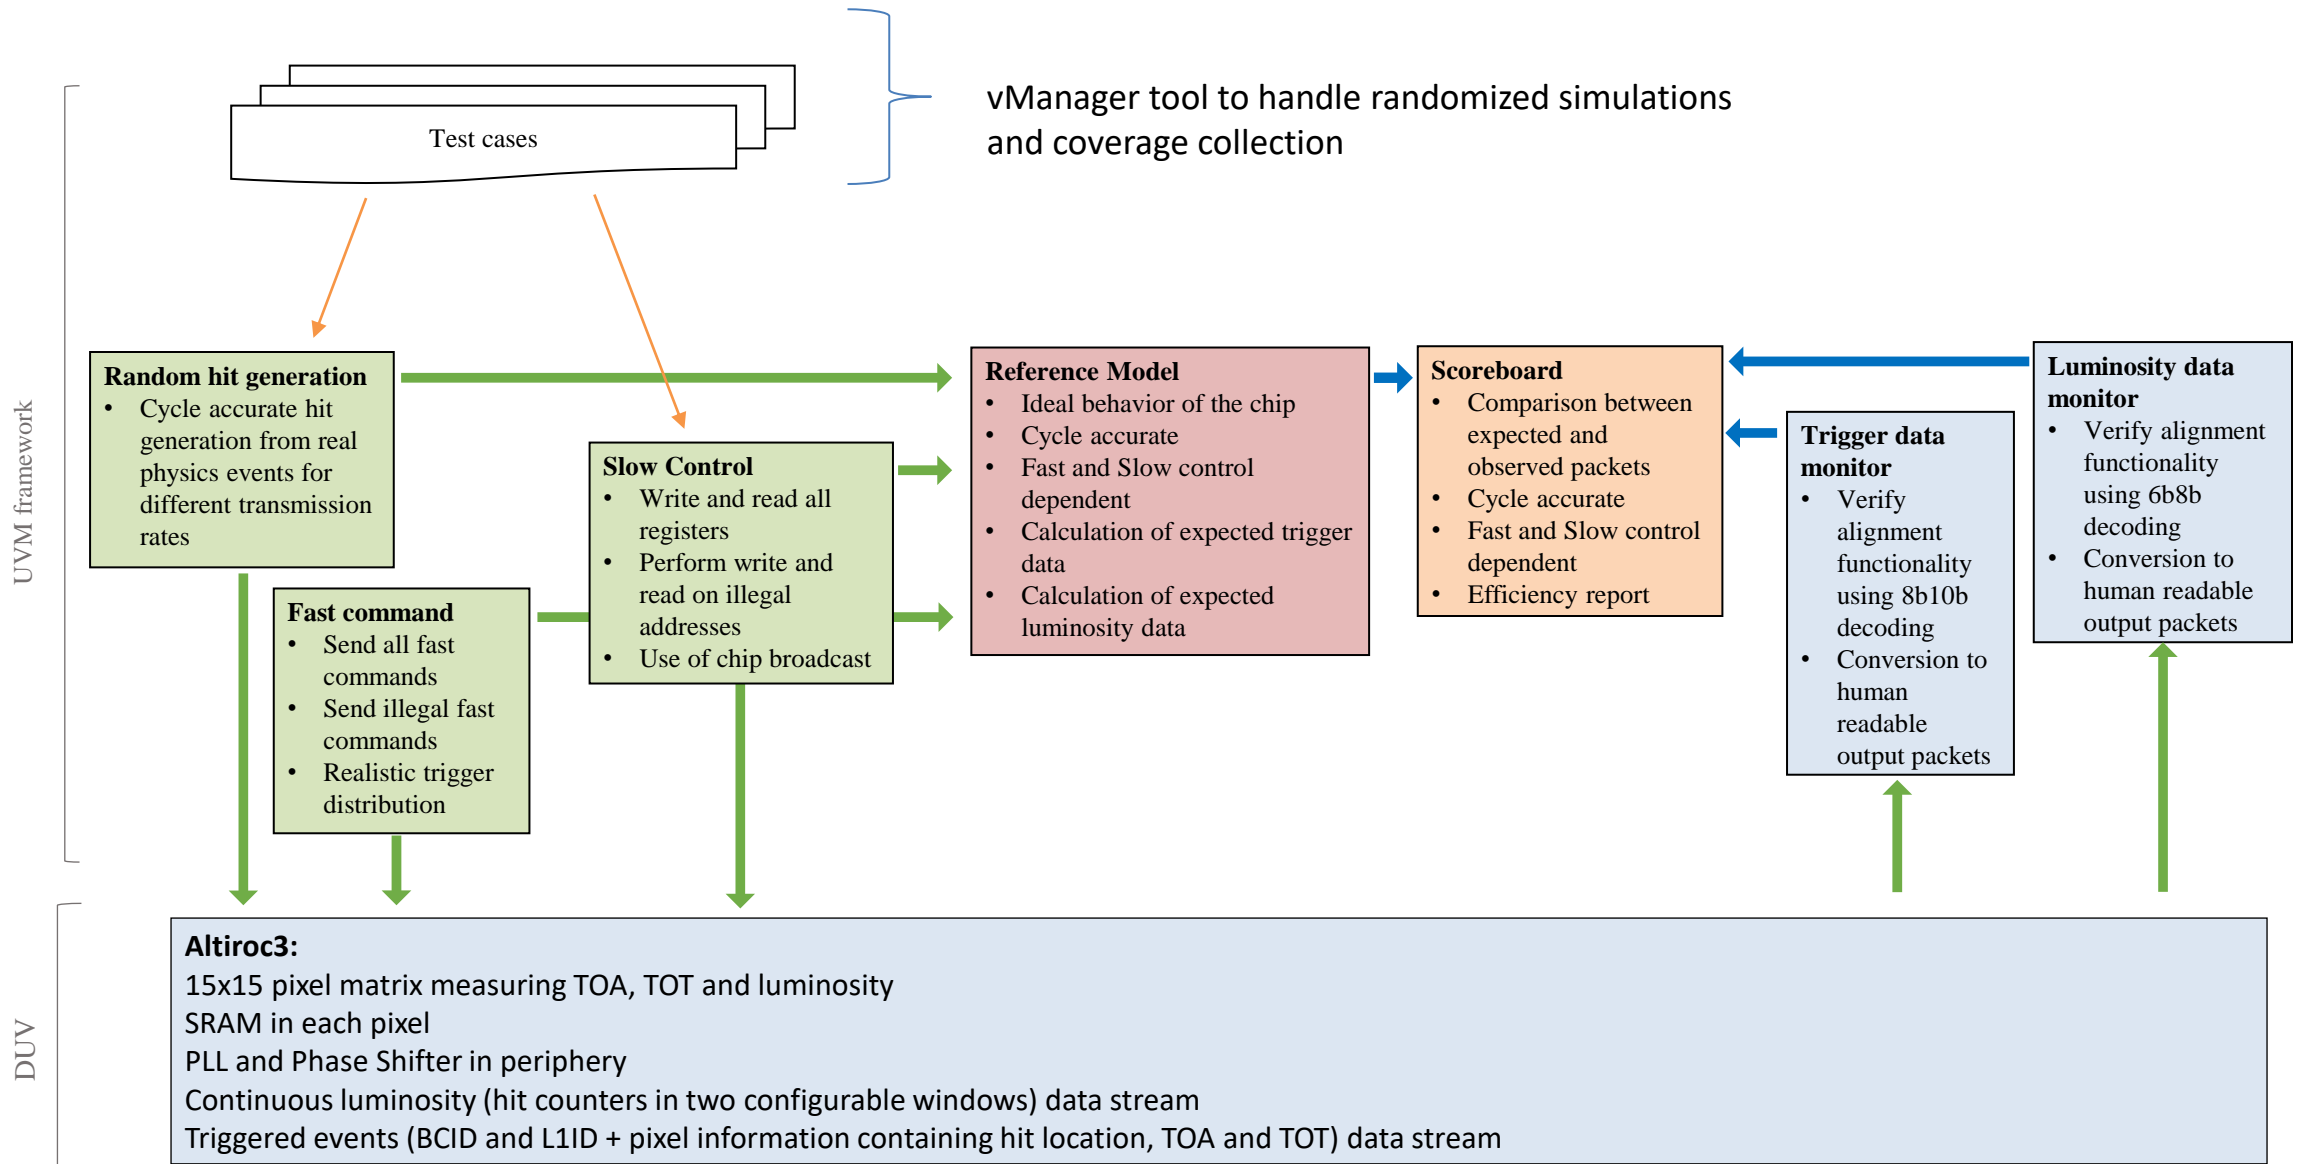 Test cases
vManager tool to handle randomized simulations
and coverage collection
UVM framework
Random hit generation
• Cycle accurate hit
generation from real
physics events for
different transmission
rates
Fast command
• Send all fast
commands
• Send illegal fast
commands
• Realistic trigger
distribution
Slow Control
• Write and read all
registers
• Perform write and
read on illegal
addresses
• Use of chip broadcast
Reference Model
• Ideal behavior of the chip
• Cycle accurate
• Fast and Slow control
dependent
• Calculation of expected trigger
data
• Calculation of expected
luminosity data
Scoreboard
• Comparison between
expected and
observed packets
• Cycle accurate
• Fast and Slow control
dependent
• Efficiency report
Trigger data
monitor
• Verify
alignment
functionality
using 8b10b
decoding
• Conversion to
human
readable
output packets
Luminosity data
monitor
• Verify alignment
functionality
using 6b8b
decoding
• Conversion to
human readable
output packets
DUV
Altiroc3:
15x15 pixel matrix measuring TOA, TOT and luminosity
SRAM in each pixel
PLL and Phase Shifter in periphery
Continuous luminosity (hit counters in two configurable windows) data stream
Triggered events (BCID and L1ID + pixel information containing hit location, TOA and TOT) data stream